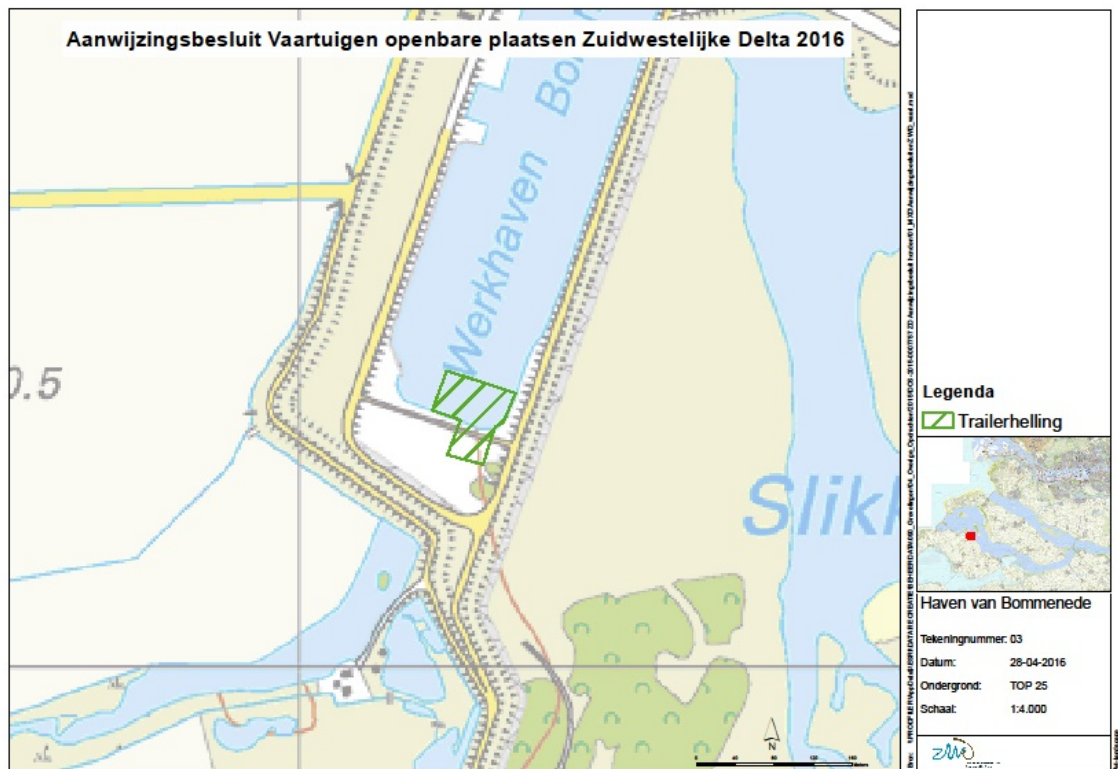 Aanwijzingsbesluit Vaartuigen openbare plaatsen Zuidwestelijke Delta 2016
Werkhaven Bo
0.5
Slik
N
Legenda
Trailerhelling
Haven van Bommenede
Tekeningnummer: 03
Datum: 28-04-2016
Ondergrond: TOP 25
Schaal: 1:4.000